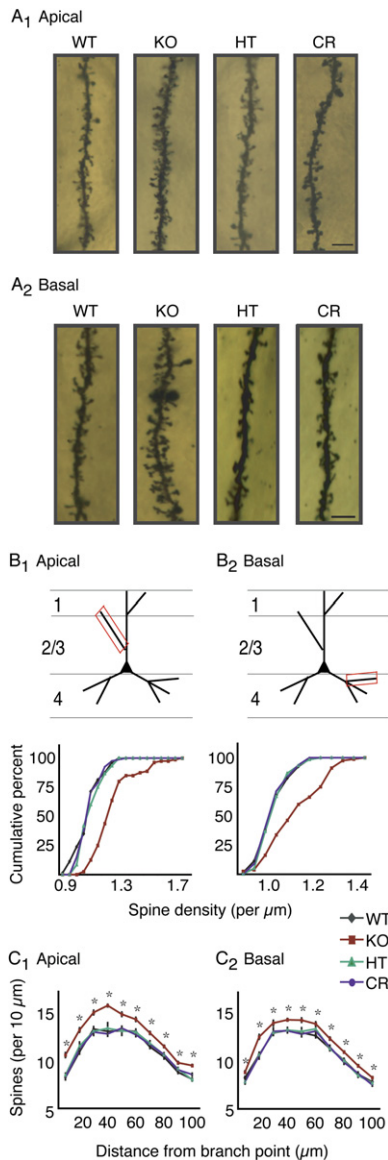 A1 Apical
WT KO HT CR
A2 Basal
WT KO HT CR
B1 Apical B2 Basal
1
2/3
4
1
2/3
4
Cumulative percent
100
75
50
25
0.9 1.3 1.7
100
75
50
25
1.0 1.2 1.4
Spine density (per µm)
WT
KO
HT
CR
C1 Apical C2 Basal
Spines (per 10 µm)
15
10
5
20 40 60 80 100
15
10
5
20 40 60 80 100
Distance from branch point (µm)